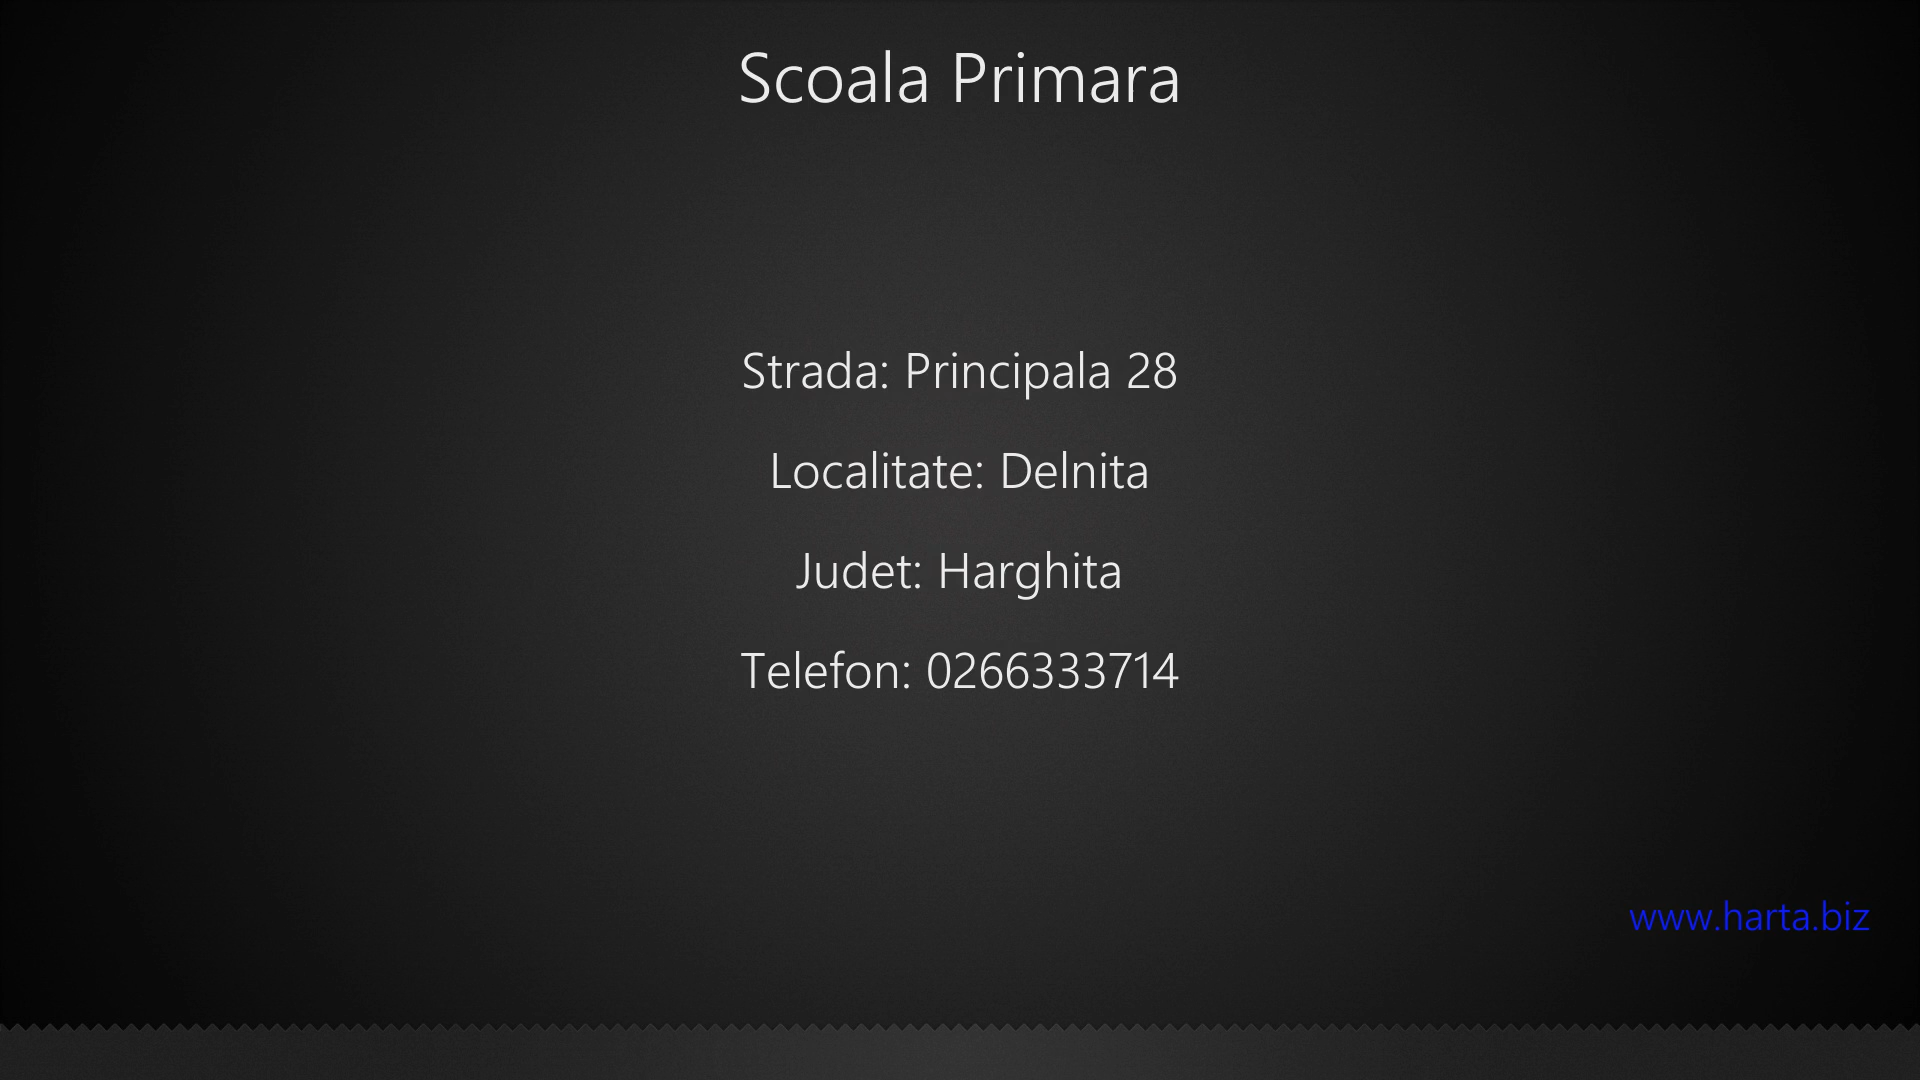 Scoala Primara
Strada: Principala 28
Localitate: Delnita
Judet: Harghita
Telefon: 0266333714
www.harta.biz